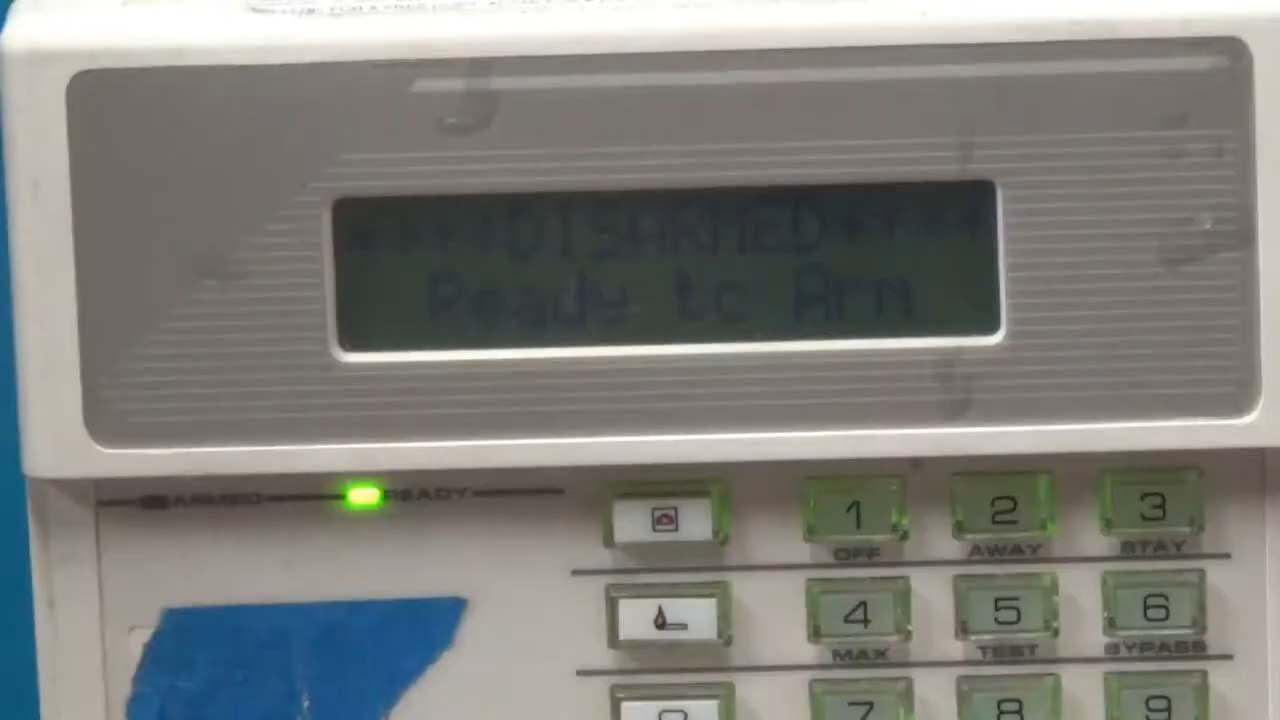 ****DISARMED****
Ready to Arm
ARMED READY
1 2 3
OFF AWAY STAY
4 5 6
MAX TEST BYPASS
7 8 9